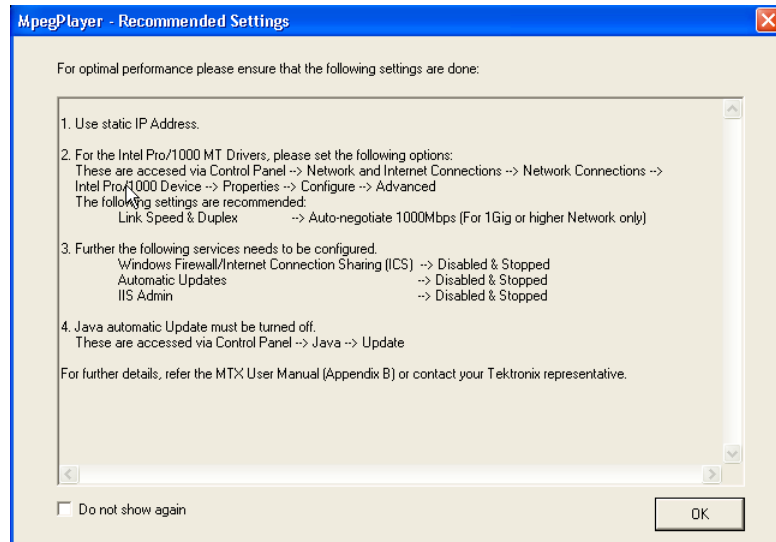 MpegPlayer - Recommended Settings
For optimal performance please ensure that the following settings are done:
1. Use static IP Address.
2. For the Intel Pro/1000 MT Drivers, please set the following options:
These are accesed via Control Panel --> Network and Internet Connections --> Network Connections -->
Intel Pro/1000 Device --> Properties --> Configure --> Advanced
The following settings are recommended:
Link Speed & Duplex --> Auto-negotiate 1000Mbps (For 1Gig or higher Network only)
3. Further the following services needs to be configured.
Windows Firewall/Internet Connection Sharing (ICS) --> Disabled & Stopped
Automatic Updates --> Disabled & Stopped
IIS Admin --> Disabled & Stopped
4. Java automatic Update must be turned off.
These are accessed via Control Panel --> Java --> Update
For further details, refer the MTX User Manual (Appendix B) or contact your Tektronix representative.
Do not show again
OK